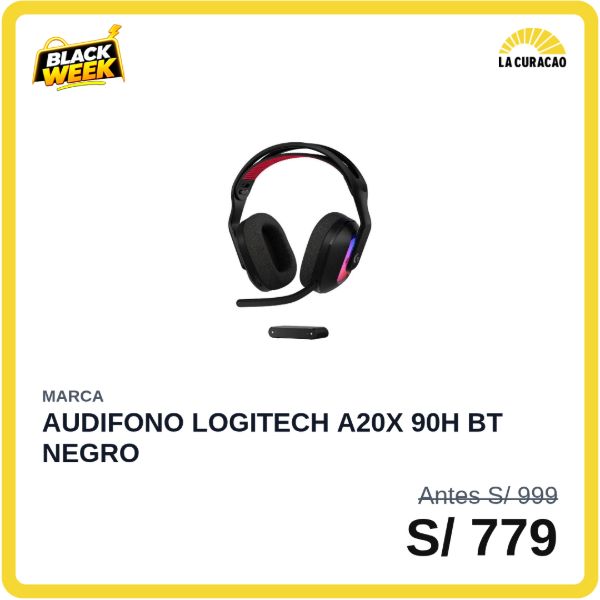 BLACK
WEEK
LA CURACAO
MARCA
AUDIFONO LOGITECH A20X 90H BT
NEGRO
Antes S/ 999
S/ 779